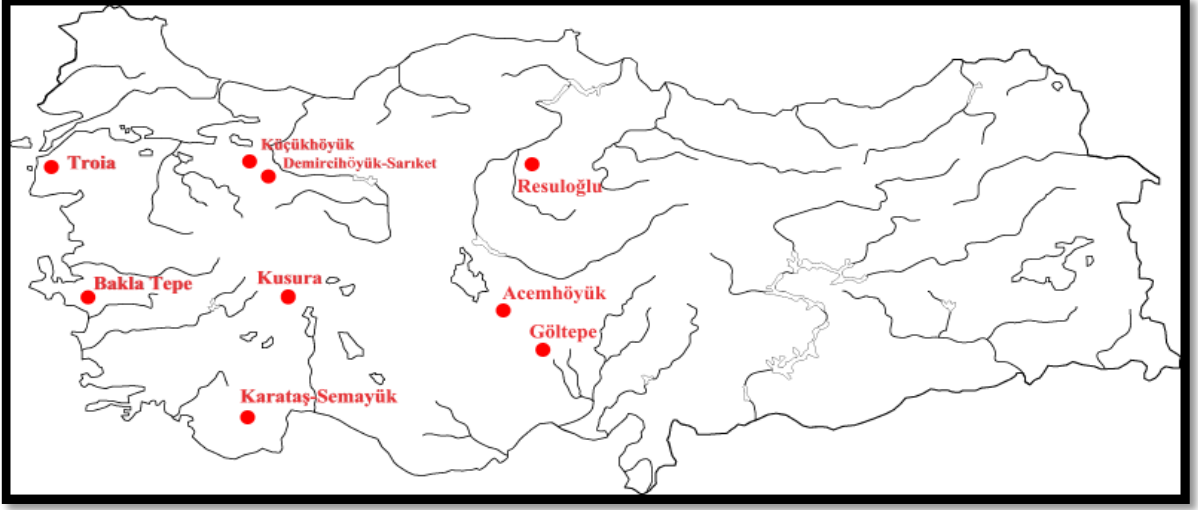 Küçükhöyük
Troia
Demircihöyük-Sarıket
Resuloğlu
Bakla Tepe
Kusura
Acemhöyük
Göltepe
Karataş-Semayük